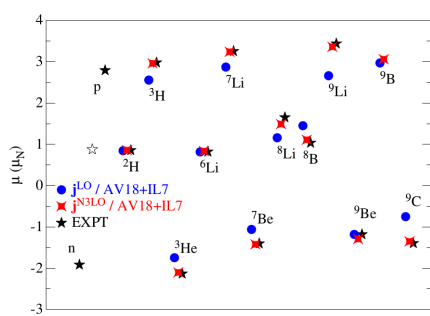 4
3
2
1
0
-1
-2
-3
μ (μN)
p
n
2H
3H
3He
6Li
7Li
7Be
8Li
8B
9Li
9Be
9B
9C
jLO / AV18+IL7
jN3LO / AV18+IL7
EXPT